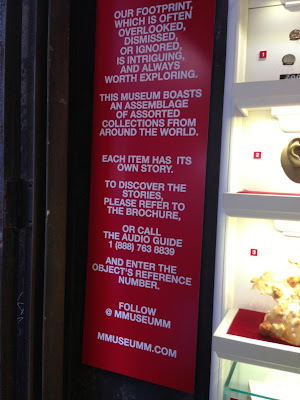 OUR FOOTPRINT,
WHICH IS OFTEN
OVERLOOKED,
DISMISSED,
OR IGNORED,
IS INTRIGUING,
AND ALWAYS
WORTH EXPLORING.
THIS MUSEUM BOASTS
AN ASSEMBLAGE
OF ASSORTED
COLLECTIONS FROM
AROUND THE WORLD.
EACH ITEM HAS ITS
OWN STORY.
TO DISCOVER THE
STORIES,
PLEASE REFER TO
THE BROCHURE,
OR CALL
THE AUDIO GUIDE
1 (888) 763 8839
AND ENTER THE
OBJECT'S REFERENCE
NUMBER.
FOLLOW
@ MMUSEUMM
MMUSEUMM.COM
1
2
3